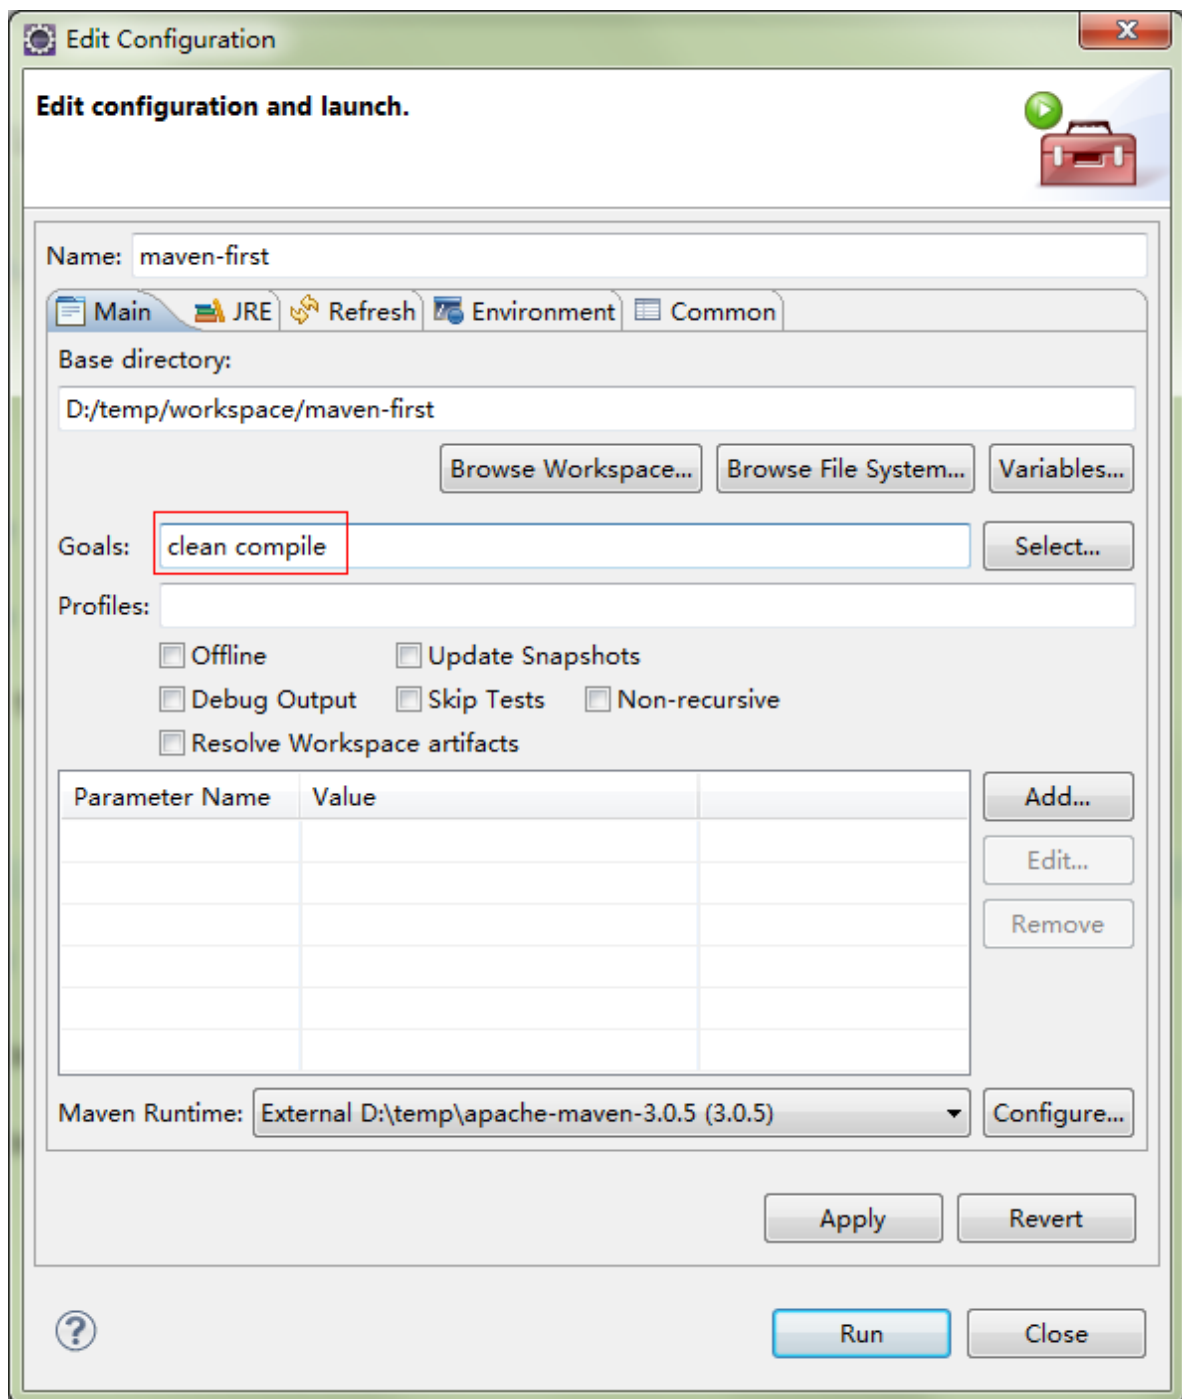 Edit Configuration
Edit configuration and launch.
Name: maven-first
Main JRE Refresh Environment Common
Base directory:
D:/temp/workspace/maven-first
Browse Workspace... Browse File System... Variables...
Goals: clean compile Select...
Profiles:
Offline Update Snapshots
Debug Output Skip Tests Non-recursive
Resolve Workspace artifacts
Parameter Name Value Add...
Edit...
Remove
Maven Runtime: External D:\temp\apache-maven-3.0.5 (3.0.5) Configure...
Apply Revert
Run Close